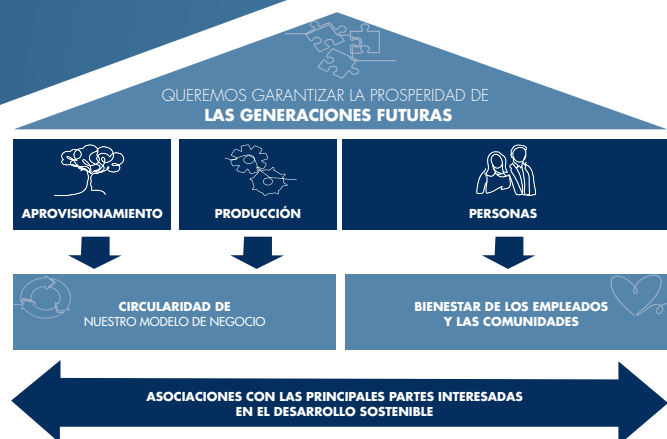 QUEREMOS GARANTIZAR LA PROSPERIDAD DE
LAS GENERACIONES FUTURAS
APROVISIONAMIENTO
PRODUCCIÓN
PERSONAS
CIRCULARIDAD DE
NUESTRO MODELO DE NEGOCIO
BIENESTAR DE LOS EMPLEADOS
Y LAS COMUNIDADES
ASOCIACIONES CON LAS PRINCIPALES PARTES INTERESADAS
EN EL DESARROLLO SOSTENIBLE